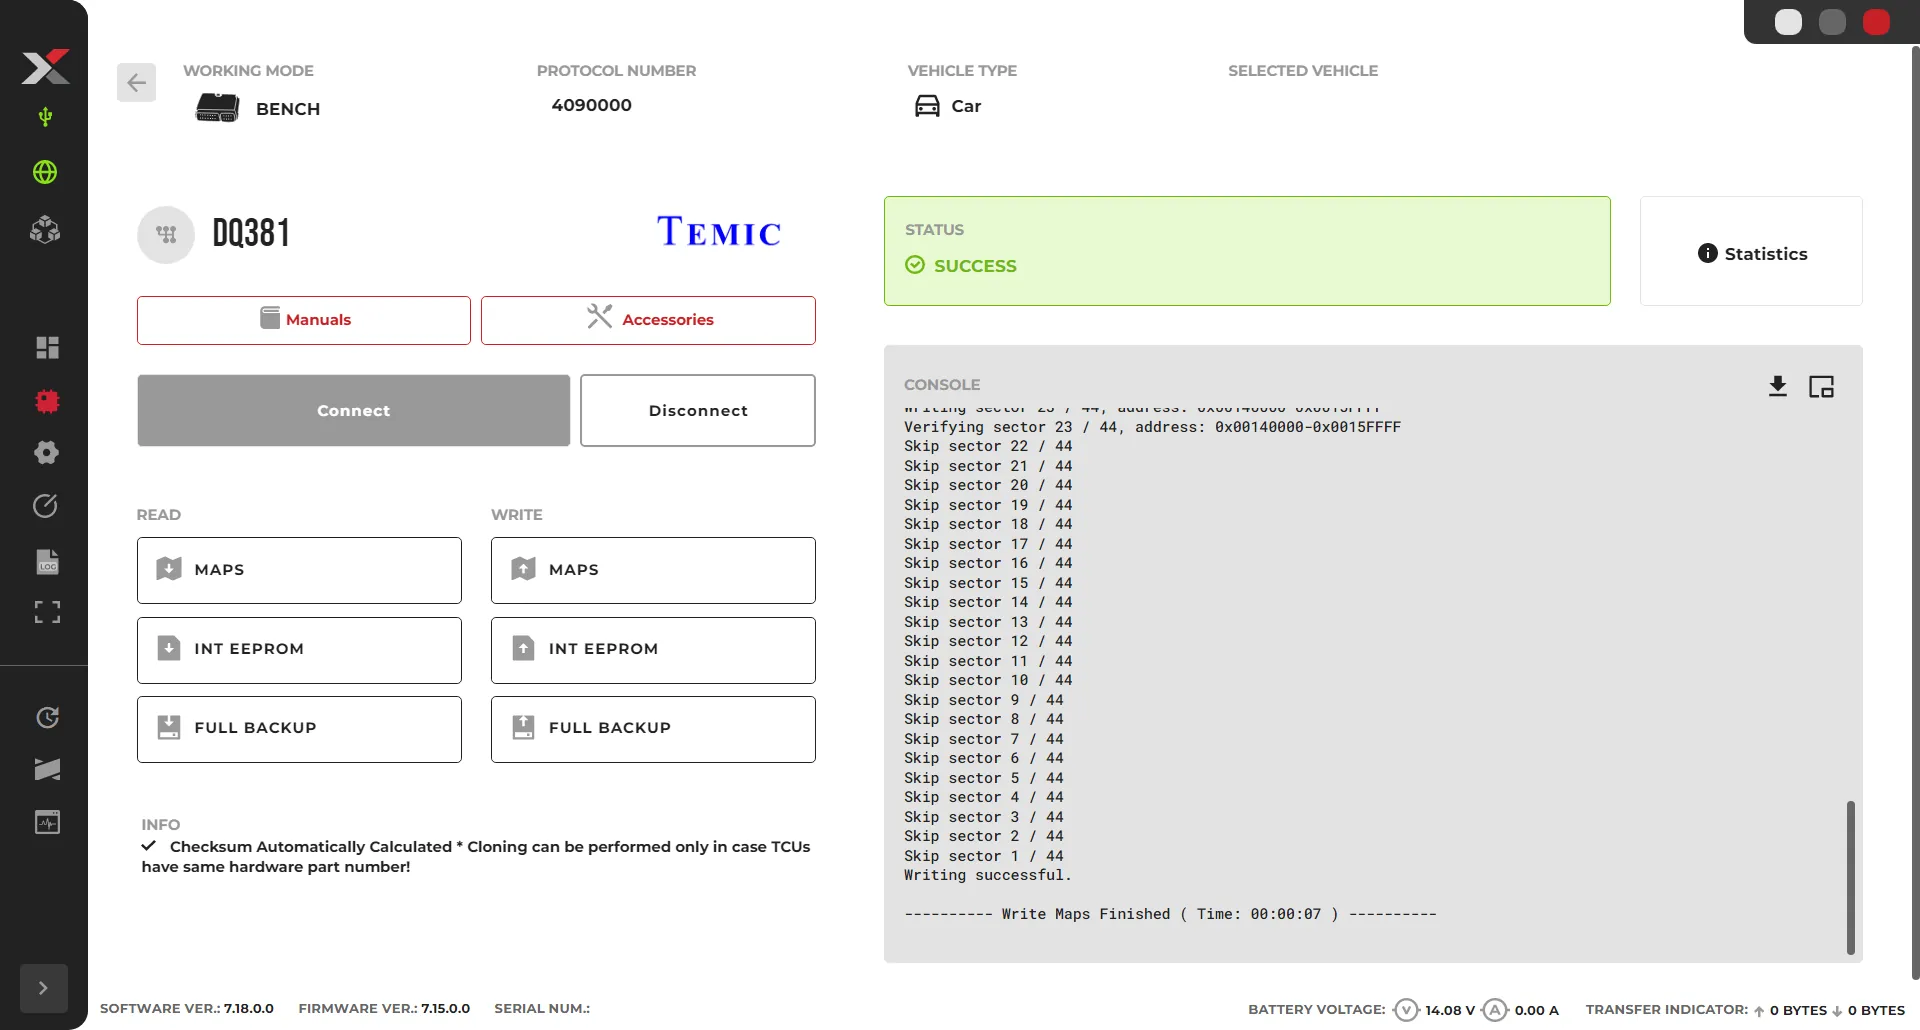 WORKING MODE
BENCH
PROTOCOL NUMBER
4090000
VEHICLE TYPE
Car
SELECTED VEHICLE
DQ381
TEMIC
Manuals
Accessories
Connect
Disconnect
READ
WRITE
MAPS
MAPS
INT EEPROM
INT EEPROM
FULL BACKUP
FULL BACKUP
INFO
Checksum Automatically Calculated * Cloning can be performed only in case TCUs
have same hardware part number!
STATUS
SUCCESS
Statistics
CONSOLE
Writing sector 23 / 44, address: 0x00140000-0x0015FFFF
Verifying sector 23 / 44, address: 0x00140000-0x0015FFFF
Skip sector 22 / 44
Skip sector 21 / 44
Skip sector 20 / 44
Skip sector 19 / 44
Skip sector 18 / 44
Skip sector 17 / 44
Skip sector 16 / 44
Skip sector 15 / 44
Skip sector 14 / 44
Skip sector 13 / 44
Skip sector 12 / 44
Skip sector 11 / 44
Skip sector 10 / 44
Skip sector 9 / 44
Skip sector 8 / 44
Skip sector 7 / 44
Skip sector 6 / 44
Skip sector 5 / 44
Skip sector 4 / 44
Skip sector 3 / 44
Skip sector 2 / 44
Skip sector 1 / 44
Writing successful.
---------- Write Maps Finished ( Time: 00:00:07 ) ----------
LOG
SOFTWARE VER.: 7.18.0.0
FIRMWARE VER.: 7.15.0.0
SERIAL NUM.:
BATTERY VOLTAGE: V 14.08 V A 0.00 A
TRANSFER INDICATOR: 0 BYTES 0 BYTES